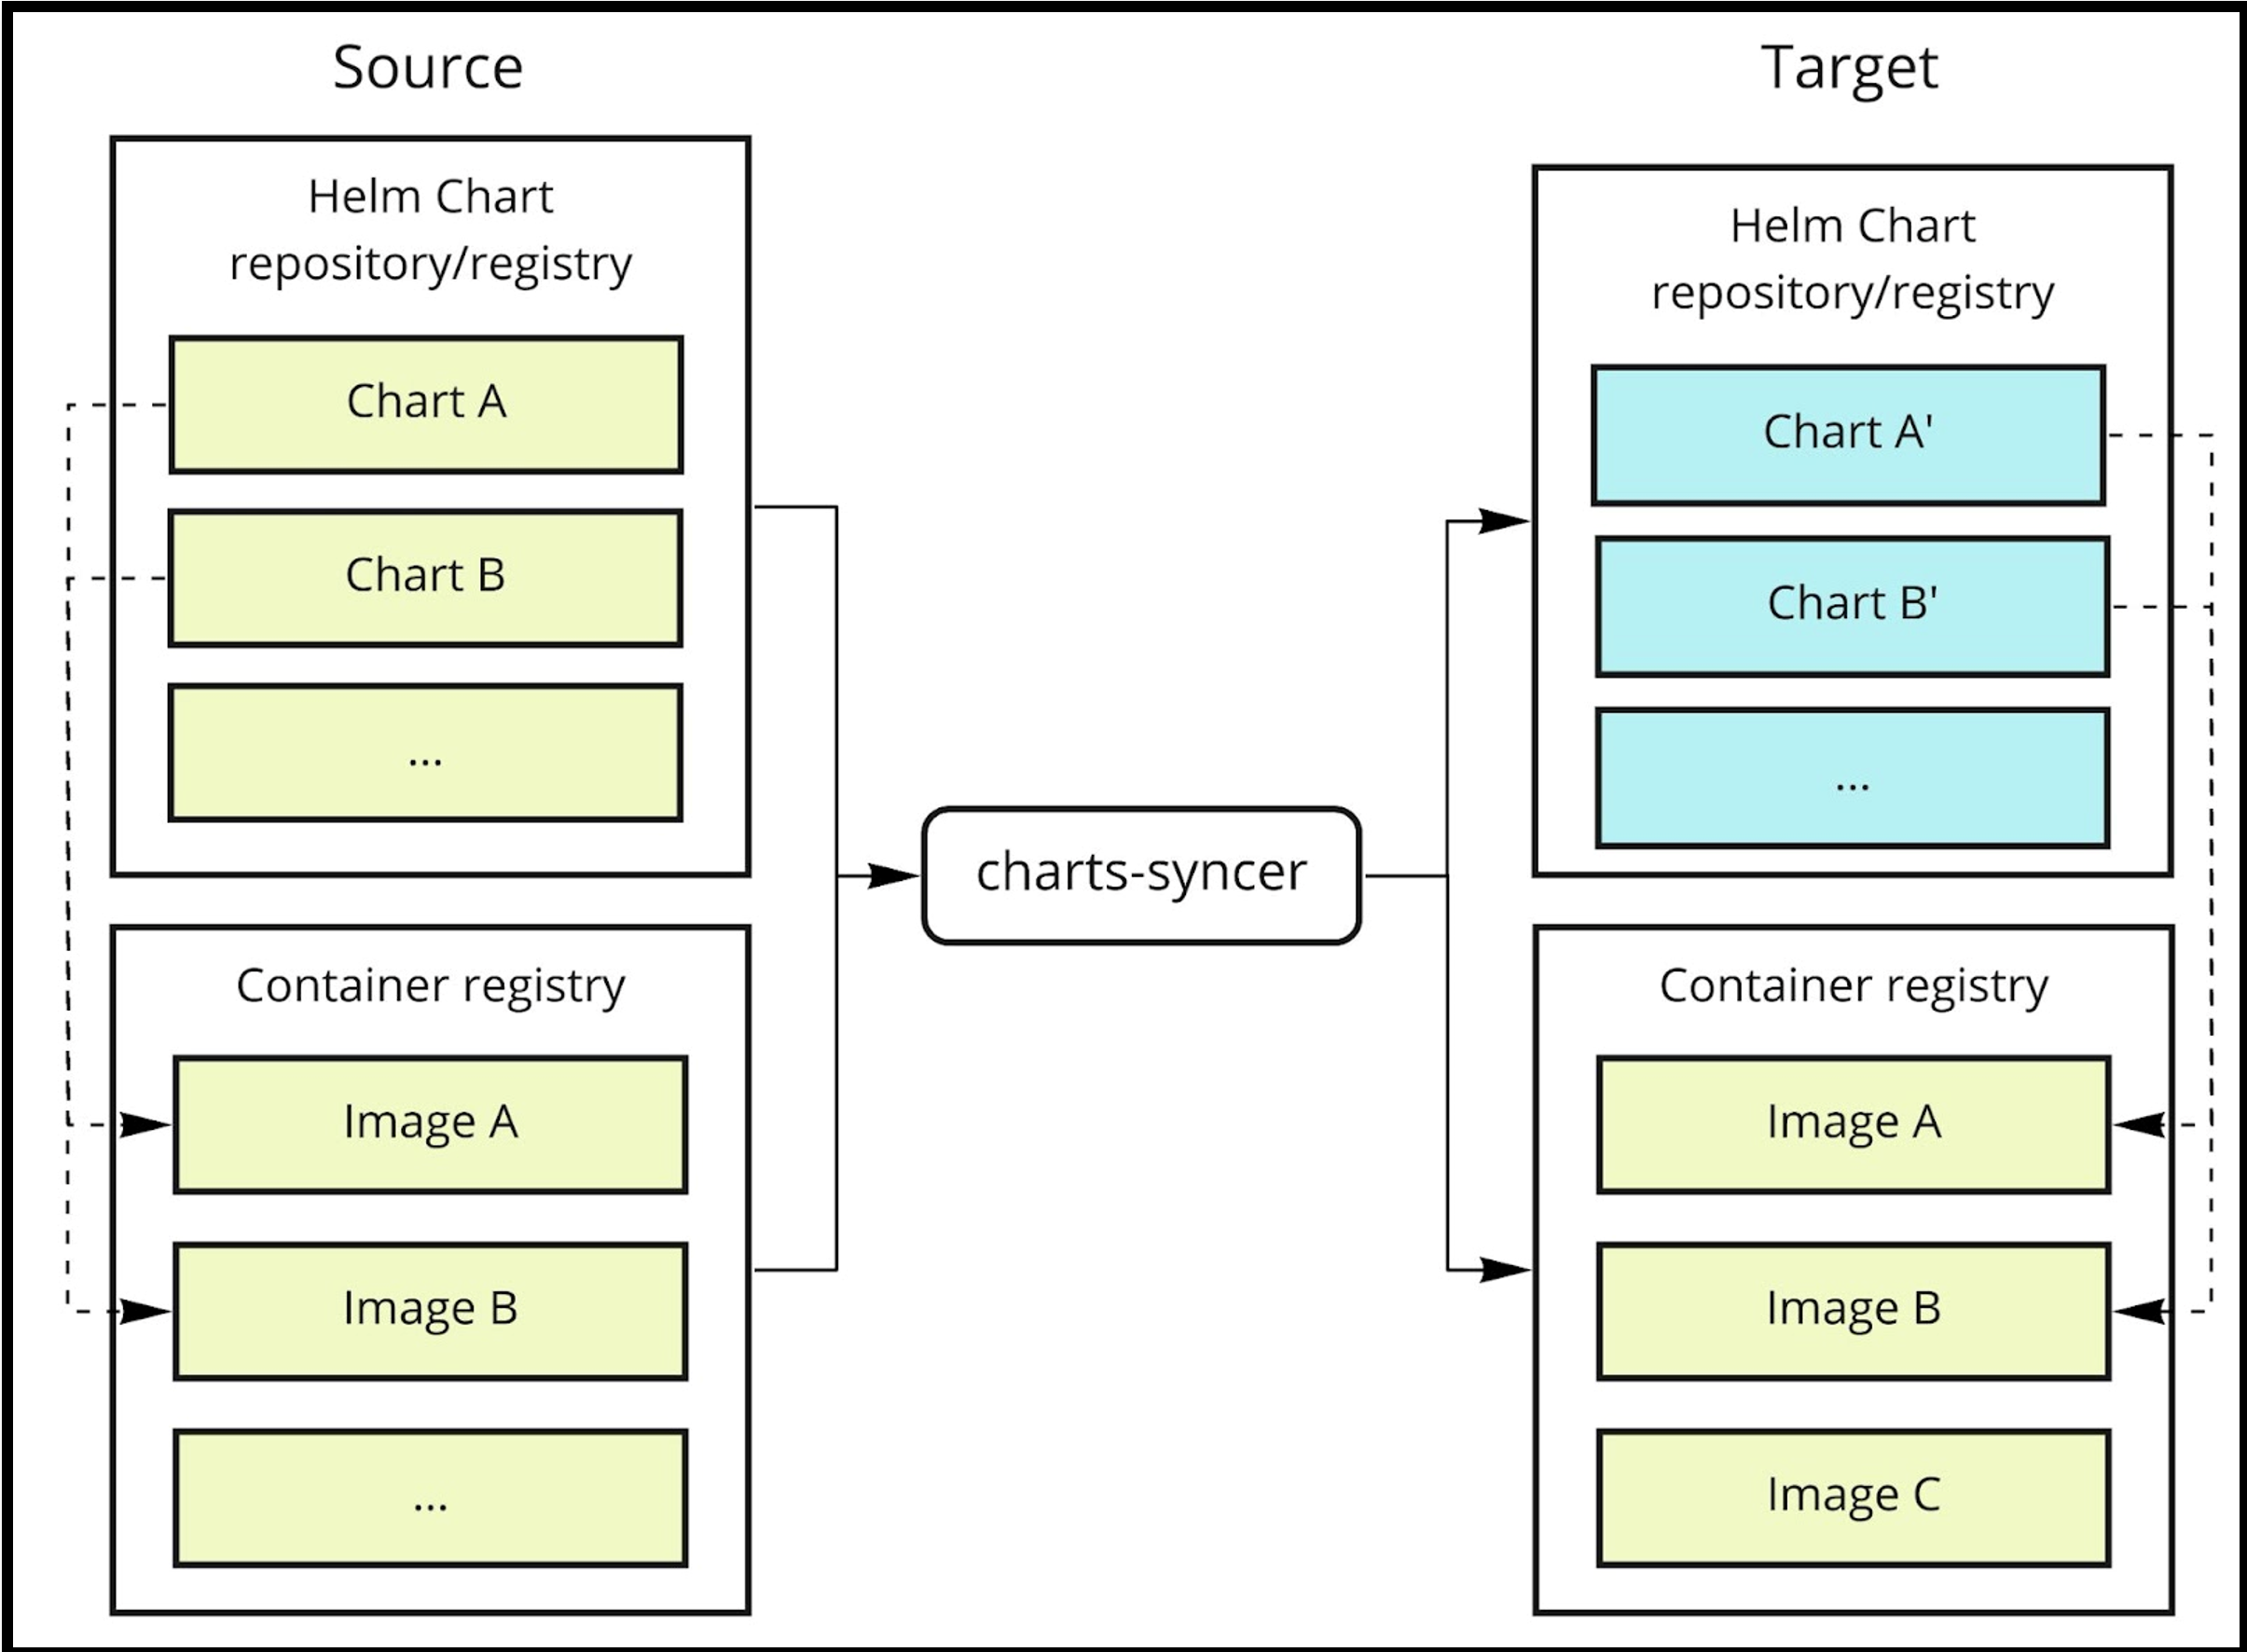 Source
Helm Chart
repository/registry
Chart A
Chart B
...
Container registry
Image A
Image B
...
charts-syncer
Target
Helm Chart
repository/registry
Chart A'
Chart B'
...
Container registry
Image A
Image B
Image C